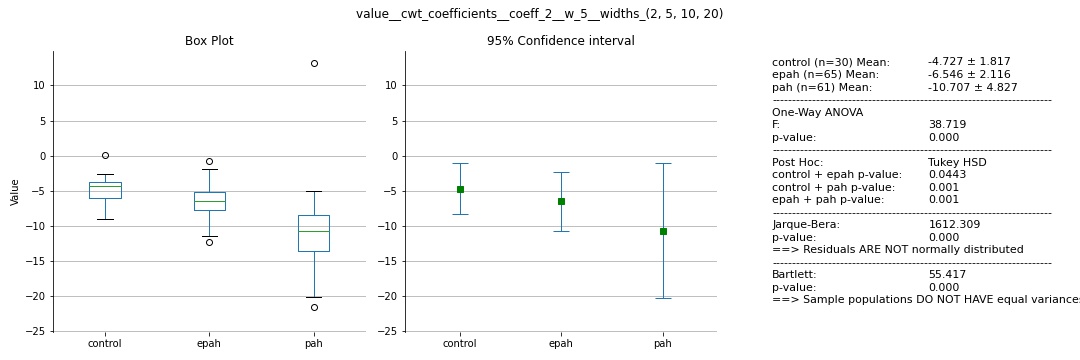 value__cwt_coefficients__coeff_2__w_5__widths_(2, 5, 10, 20)
Box Plot
Value
10
5
0
−5
−10
−15
−20
−25
control epah pah
95% Confidence interval
10
5
0
−5
−10
−15
−20
−25
control epah pah
control (n=30) Mean: -4.727 ± 1.817
epah (n=65) Mean: -6.546 ± 2.116
pah (n=61) Mean: -10.707 ± 4.827
One-Way ANOVA
F: 38.719
p-value: 0.000
Post Hoc: Tukey HSD
control + epah p-value: 0.0443
control + pah p-value: 0.001
epah + pah p-value: 0.001
Jarque-Bera: 1612.309
p-value: 0.000
==> Residuals ARE NOT normally distributed
Bartlett: 55.417
p-value: 0.000
==> Sample populations DO NOT HAVE equal variances